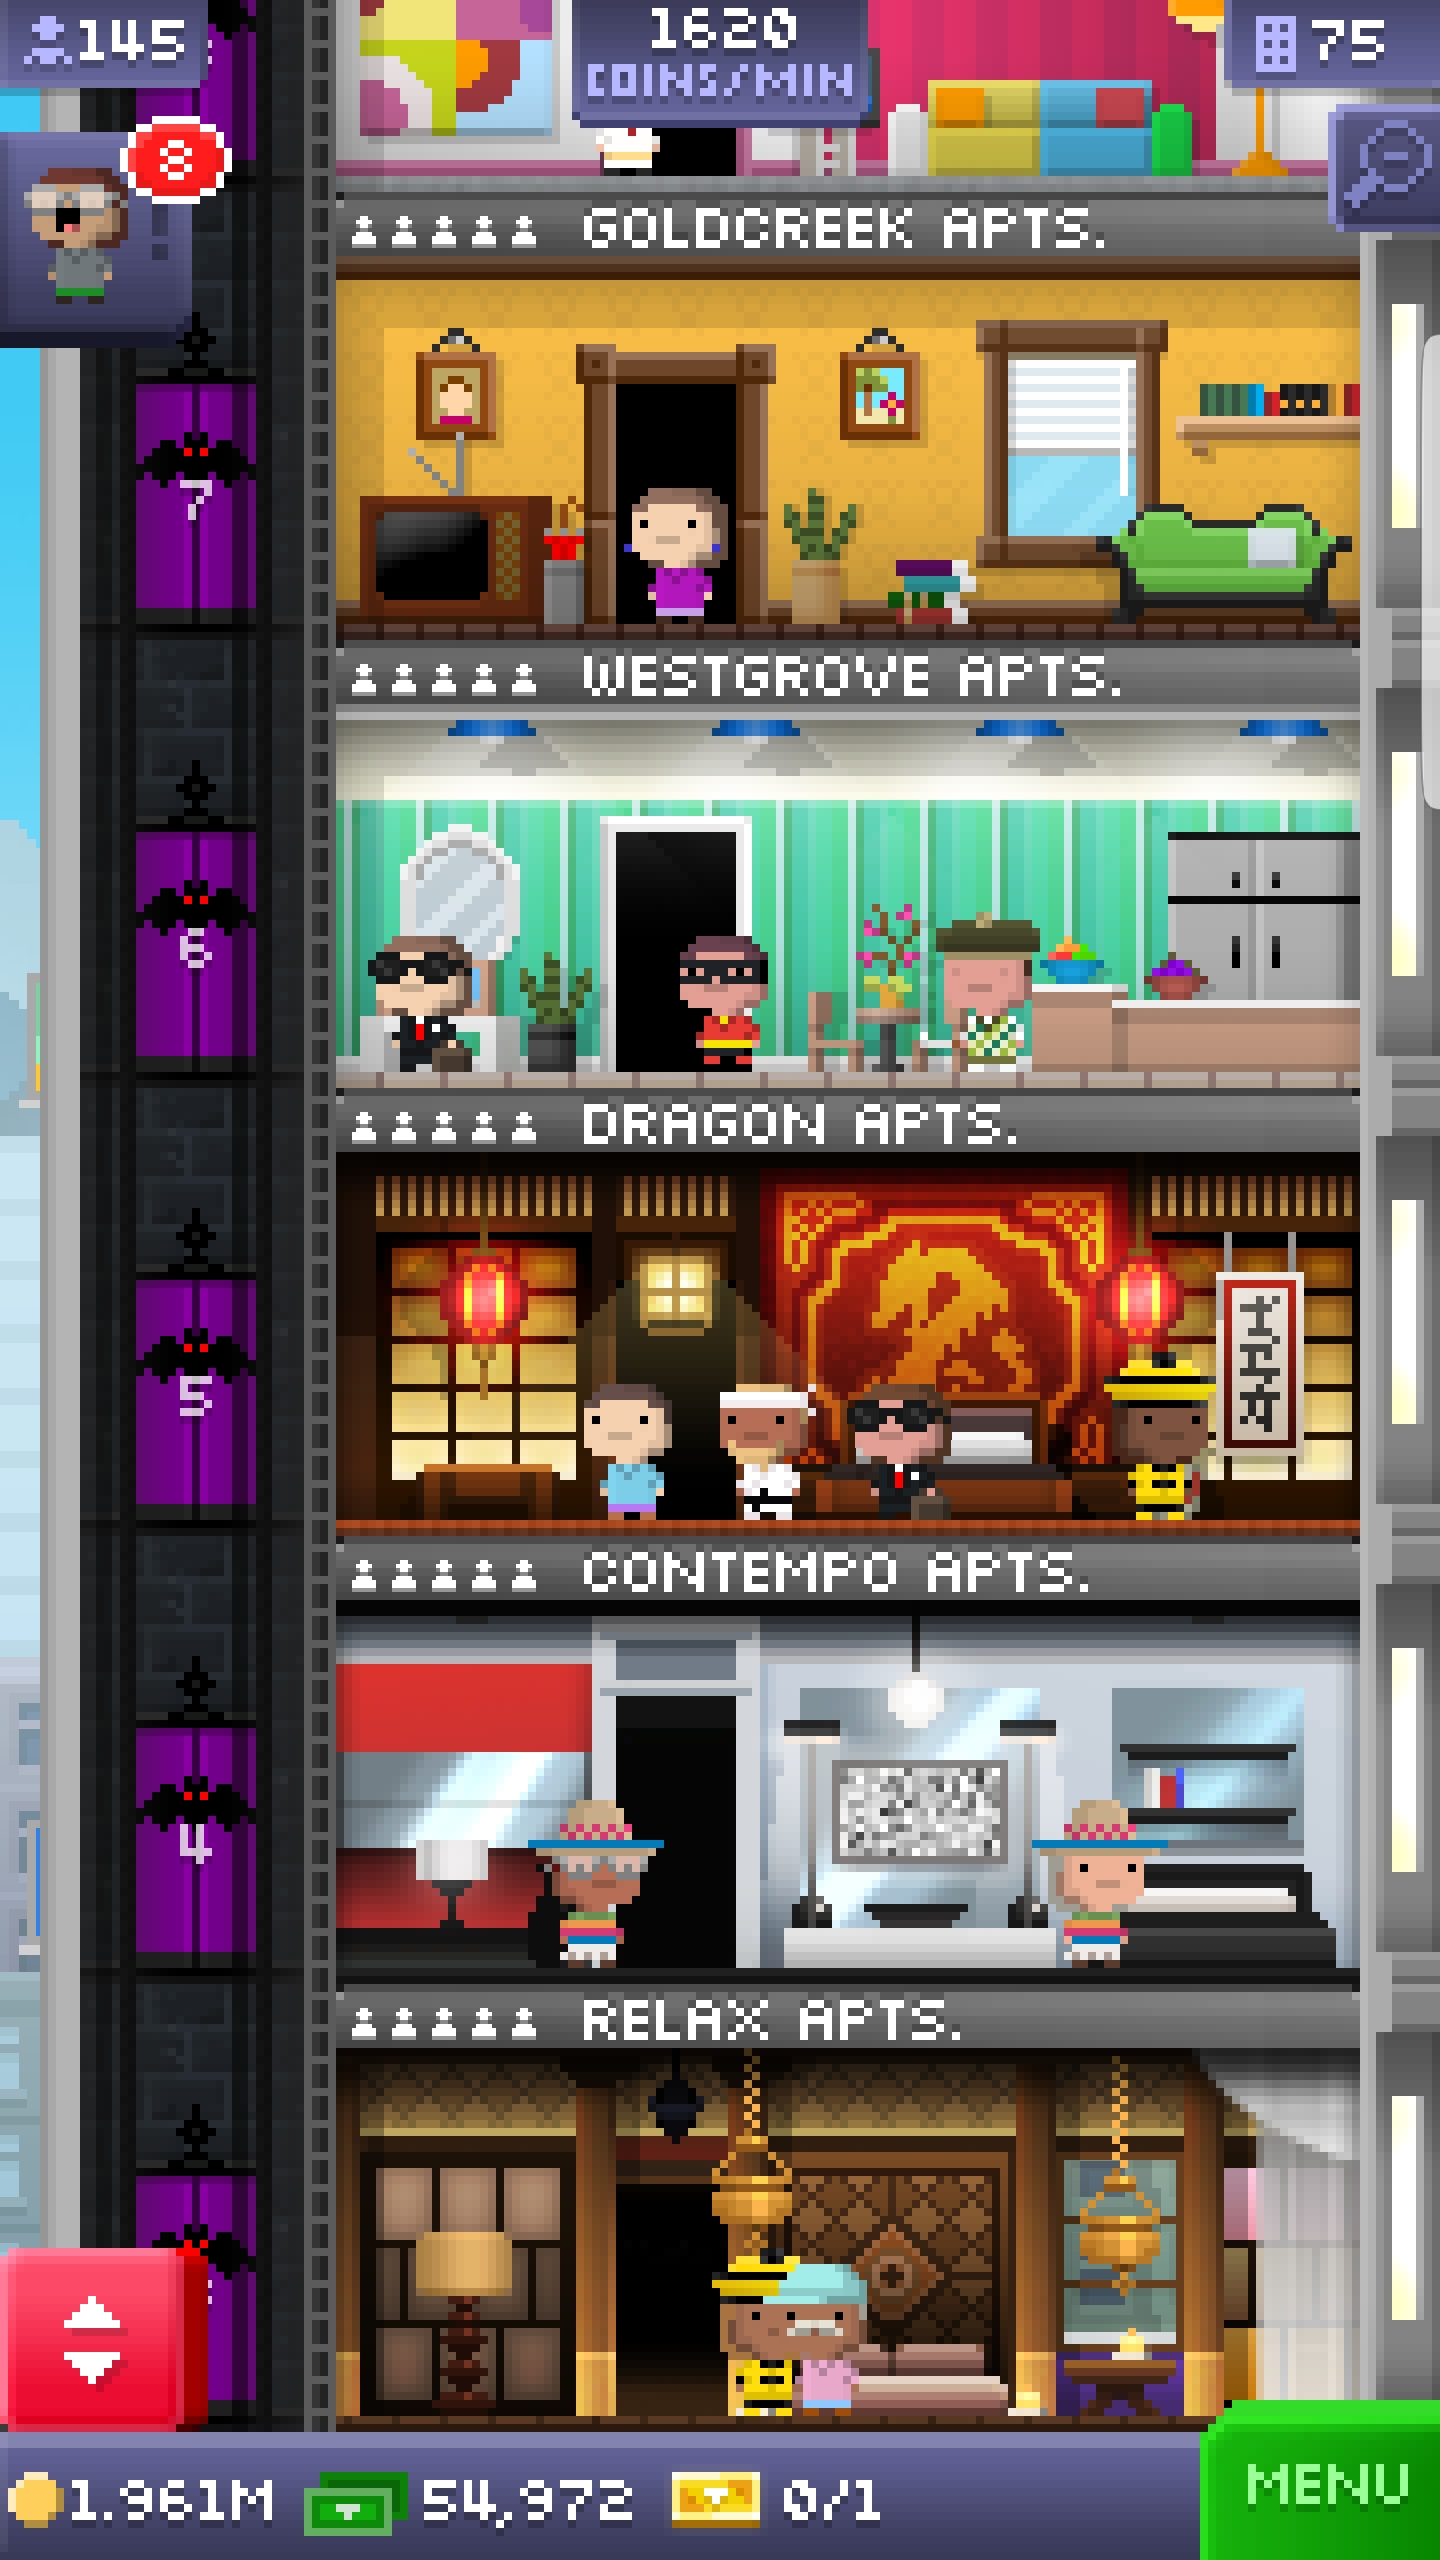 145
1620
COINS/MIN
75
8
GOLDCREEK APTS.
7
WESTGROVE APTS.
6
DRAGON APTS.
5
CONTEMPO APTS.
4
RELAX APTS.
1.961M
54,972
0/1
MENU